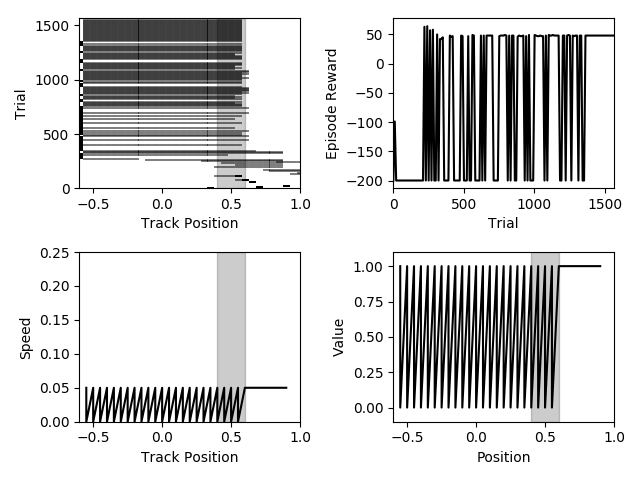 1500
1000
500
0
Trial
−0.5 0.0 0.5 1.0
Track Position
50
0
−50
−100
−150
−200
Episode Reward
0 500 1000 1500
Trial
0.25
0.20
0.15
0.10
0.05
0.00
Speed
−0.5 0.0 0.5 1.0
Track Position
1.00
0.75
0.50
0.25
0.00
Value
−0.5 0.0 0.5 1.0
Position